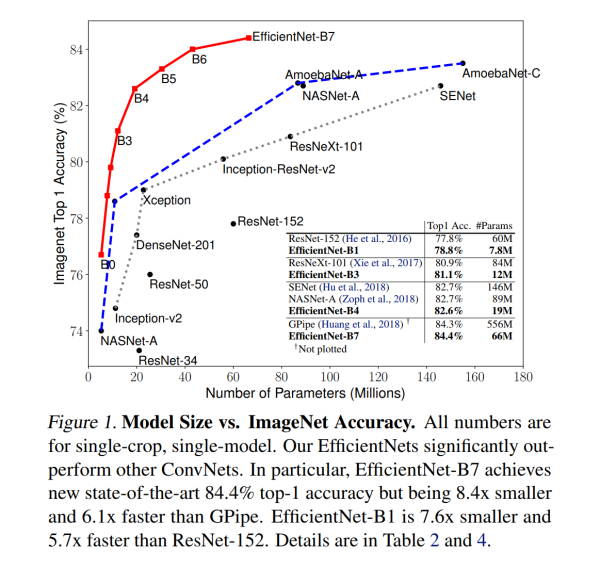 84
82
80
78
76
74
Imagenet Top 1 Accuracy (%)
EfficientNet-B7
B6
B5
B4
B3
B0
AmoebaNet-A
NASNet-A
AmoebaNet-C
SENet
ResNeXt-101
Inception-ResNet-v2
Xception
ResNet-152
DenseNet-201
ResNet-50
Inception-v2
NASNet-A
ResNet-34
Top1 Acc. #Params
ResNet-152 (He et al., 2016) 77.8% 60M
EfficientNet-B1 78.8% 7.8M
ResNeXt-101 (Xie et al., 2017) 80.9% 84M
EfficientNet-B3 81.1% 12M
SENet (Hu et al., 2018) 82.7% 146M
NASNet-A (Zoph et al., 2018) 82.7% 89M
EfficientNet-B4 82.6% 19M
GPipe (Huang et al., 2018) † 84.3% 556M
EfficientNet-B7 84.4% 66M
†Not plotted
0 20 40 60 80 100 120 140 160 180
Number of Parameters (Millions)
Figure 1. Model Size vs. ImageNet Accuracy. All numbers are
for single-crop, single-model. Our EfficientNets significantly out-
perform other ConvNets. In particular, EfficientNet-B7 achieves
new state-of-the-art 84.4% top-1 accuracy but being 8.4x smaller
and 6.1x faster than GPipe. EfficientNet-B1 is 7.6x smaller and
5.7x faster than ResNet-152. Details are in Table 2 and 4.